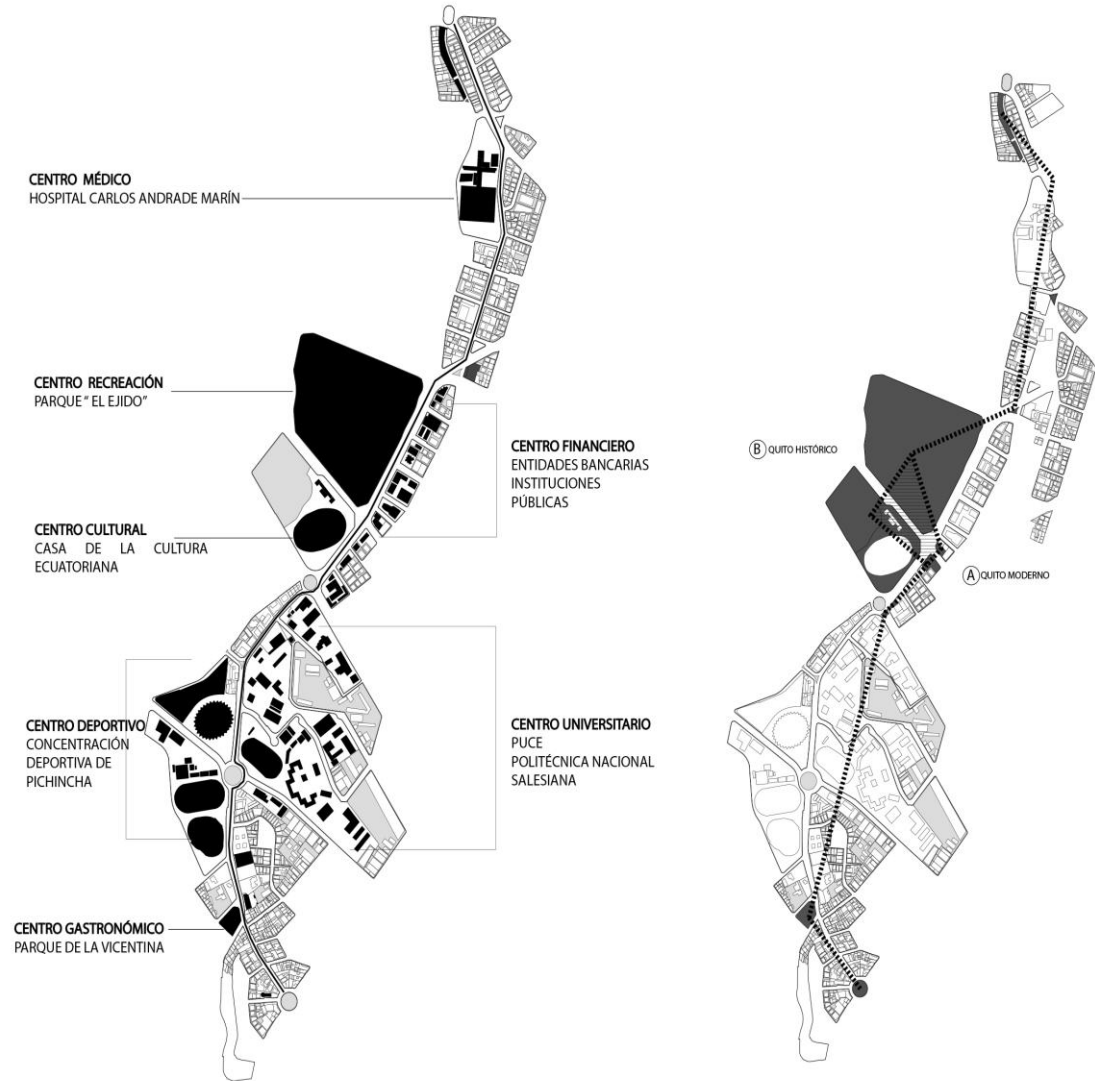 CENTRO MÉDICO
HOSPITAL CARLOS ANDRADE MARÍN
CENTRO RECREACIÓN
PARQUE " EL EJIDO"
CENTRO CULTURAL
CASA DE LA CULTURA
ECUATORIANA
CENTRO FINANCIERO
ENTIDADES BANCARIAS
INSTITUCIONES
PÚBLICAS
CENTRO DEPORTIVO
CONCENTRACIÓN
DEPORTIVA DE
PICHINCHA
CENTRO UNIVERSITARIO
PUCE
POLITÉCNICA NACIONAL
SALESIANA
CENTRO GASTRONÓMICO
PARQUE DE LA VICENTINA
B QUITO HISTÓRICO
A QUITO MODERNO